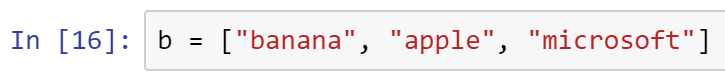 In [16]: b = ["banana", "apple", "microsoft"]